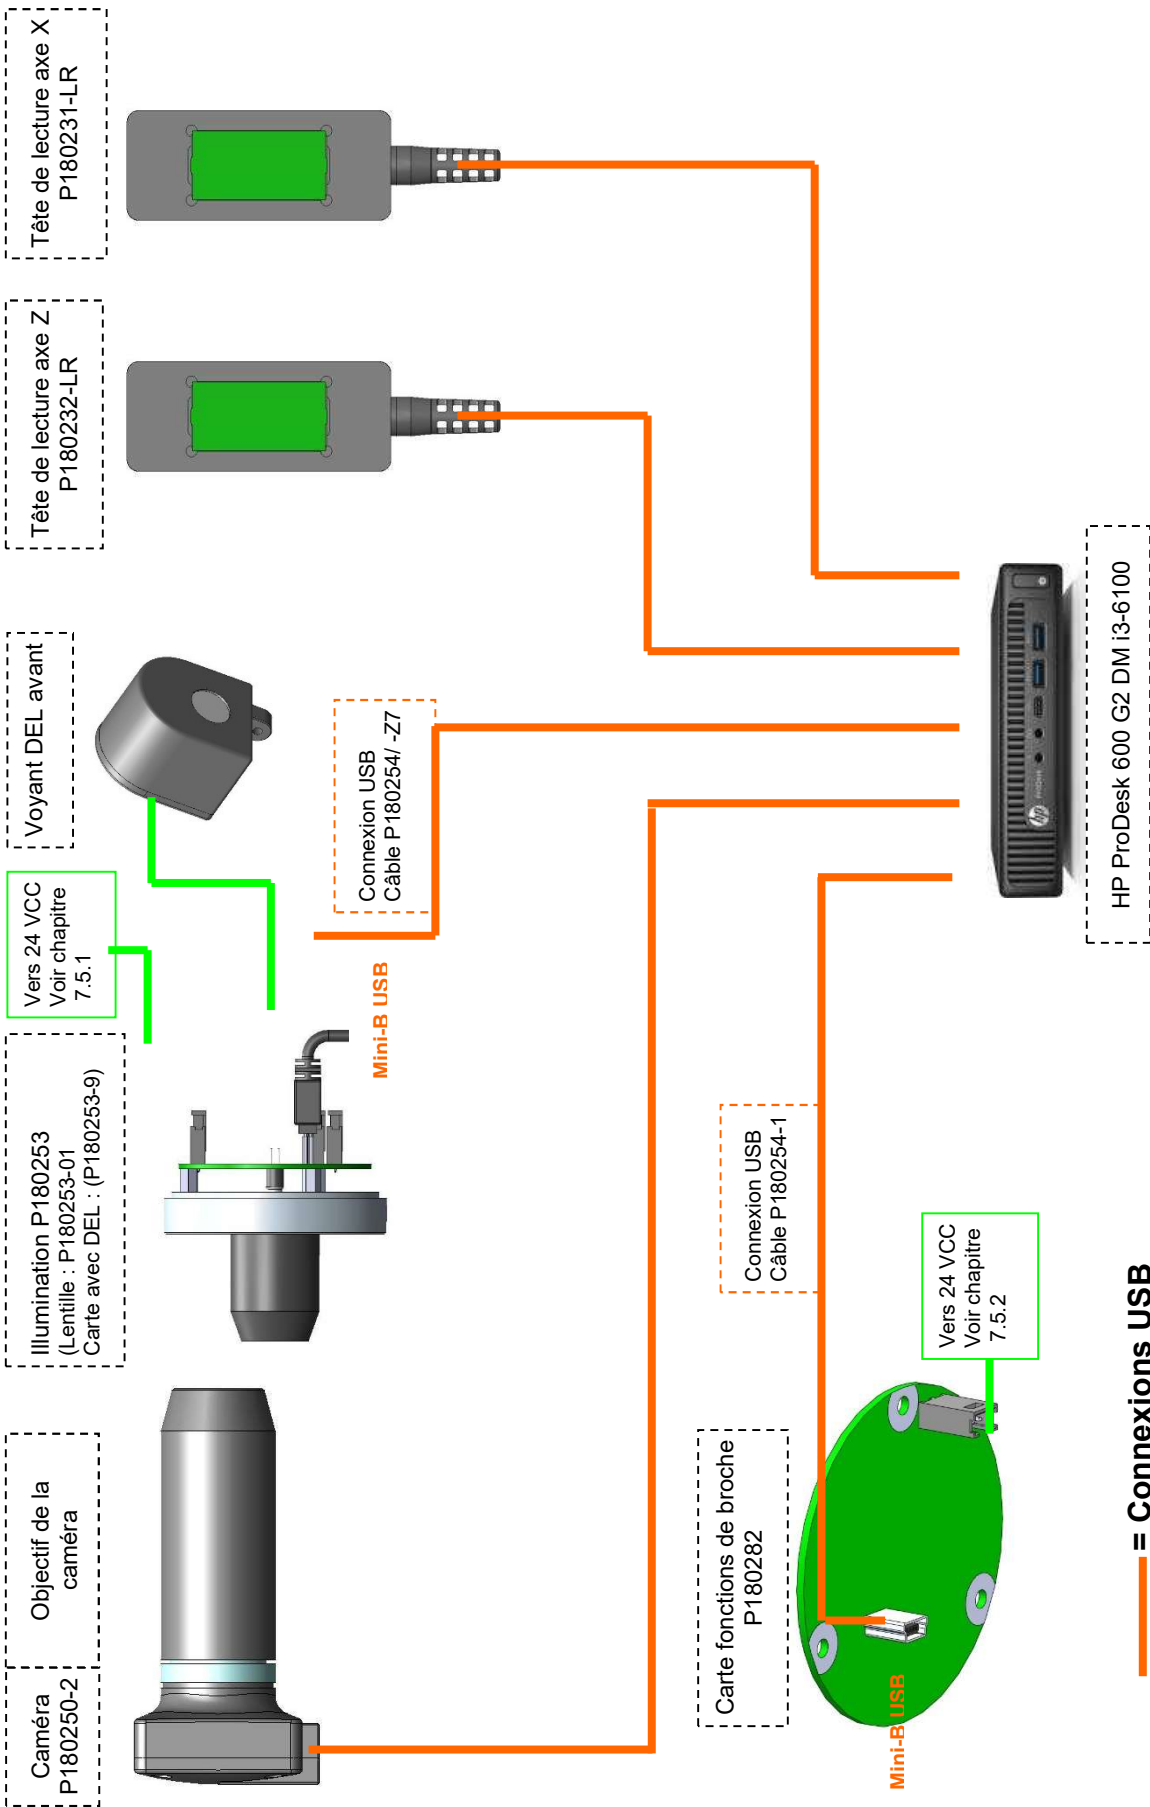 Caméra
P180250-2
Objectif de la
caméra
Illumination P180253
(Lentille : P180253-01
Carte avec DEL : (P180253-9)
Vers 24 VCC
Voir chapitre
7.5.1
Voyant DEL avant
Tête de lecture axe Z
P180232-LR
Tête de lecture axe X
P180231-LR
Mini-B USB
Connexion USB
Câble P180254/ -Z7
Carte fonctions de broche
P180282
Connexion USB
Câble P180254-1
Mini-B USB
Vers 24 VCC
Voir chapitre
7.5.2
hp
HP ProDesk 600 G2 DM i3-6100
= Connexions USB